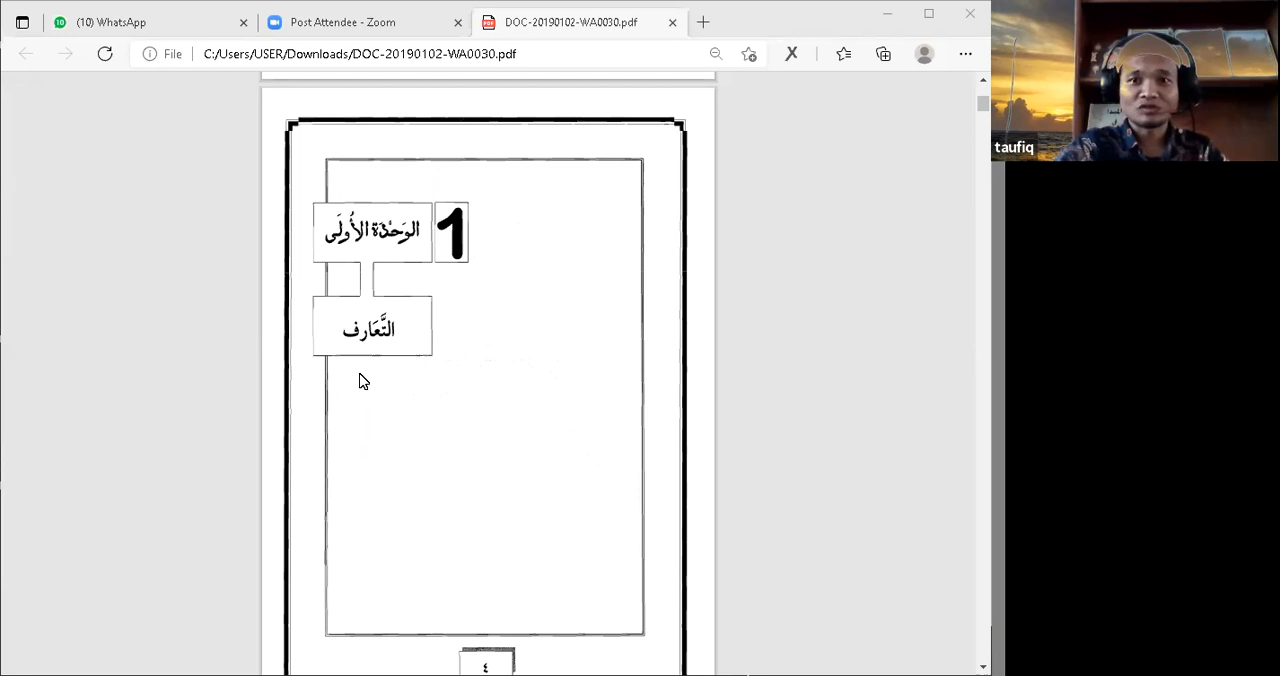 (10) WhatsApp
Post Attendee - Zoom
DOC-20190102-WA0030.pdf
File
C:/Users/USER/Downloads/DOC-20190102-WA0030.pdf
taufiq
1
الوَحْدَة الأُولَى
التَّعَارف
٤